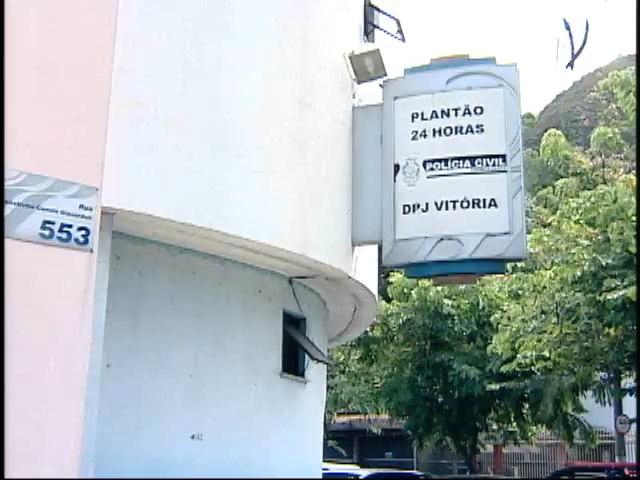 PLANTÃO
24 HORAS
POLÍCIA CIVIL
DPJ VITÓRIA
Rua
553